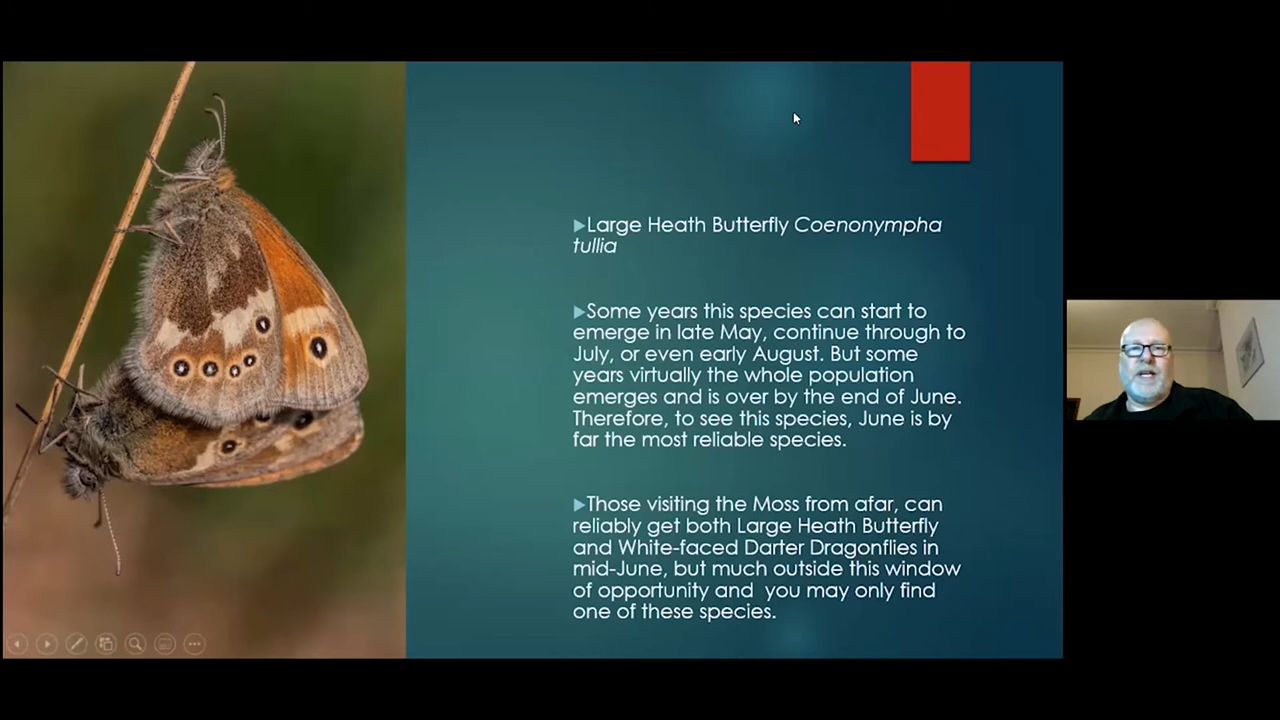 Large Heath Butterfly Coenonympha
tullia
Some years this species can start to
emerge in late May, continue through to
July, or even early August. But some
years virtually the whole population
emerges and is over by the end of June.
Therefore, to see this species, June is by
far the most reliable species.
Those visiting the Moss from afar, can
reliably get both Large Heath Butterfly
and White-faced Darter Dragonflies in
mid-June, but much outside this window
of opportunity and  you may only find
one of these species.